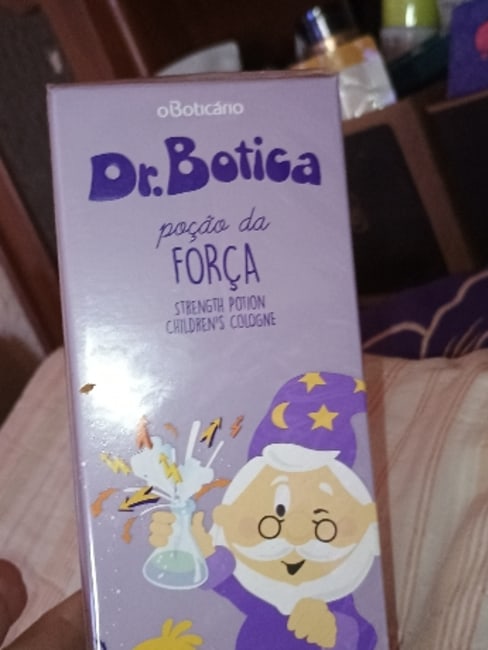 oBoticário
Dr. Botica
poção da
FORÇA
STRENGTH POTION
CHILDREN'S COLOGNE